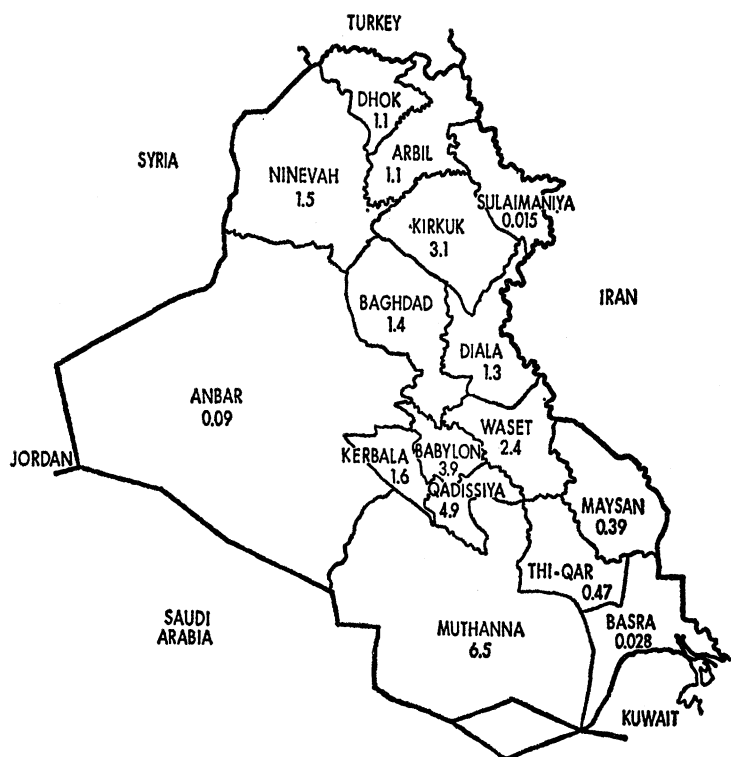 TURKEY
DHOK
1.1
SYRIA
ARBIL
1.1
NINEVAH
1.5
SULAIMANIYA
0.015
KIRKUK
3.1
IRAN
BAGHDAD
1.4
DIALA
1.3
ANBAR
0.09
WASET
2.4
JORDAN
KERBALA
1.6
BABYLON
3.9
QADISSIYA
4.9
MAYSAN
0.39
THI-QAR
0.47
SAUDI
ARABIA
MUTHANNA
6.5
BASRA
0.028
KUWAIT